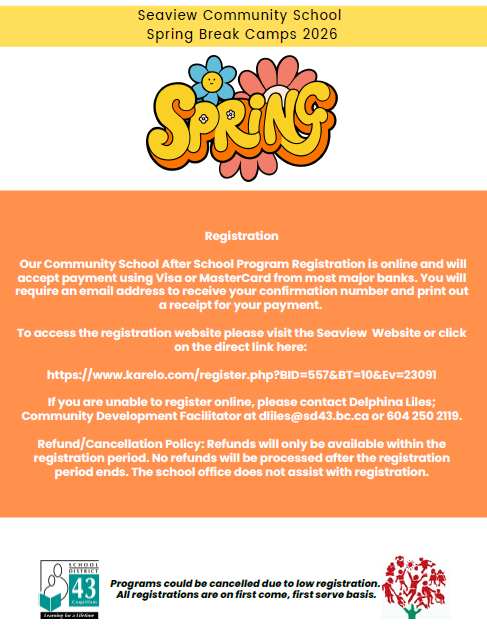 Seaview Community School
Spring Break Camps 2026
SPRING
Registration
Our Community School After School Program Registration is online and will
accept payment using Visa or MasterCard from most major banks. You will
require an email address to receive your confirmation number and print out
a receipt for your payment.
To access the registration website please visit the Seaview Website or click
on the direct link here:
https://www.karelo.com/register.php?BID=557&BT=10&Ev=23091
If you are unable to register online, please contact Delphina Liles;
Community Development Facilitator at dliles@sd43.bc.ca or 604 250 2119.
Refund/Cancellation Policy: Refunds will only be available within the
registration period. No refunds will be processed after the registration
period ends. The school office does not assist with registration.
SCHOOL
DISTRICT
43
Coquitlam
Learning for a Lifetime
Programs could be cancelled due to low registration.
All registrations are on first come, first serve basis.